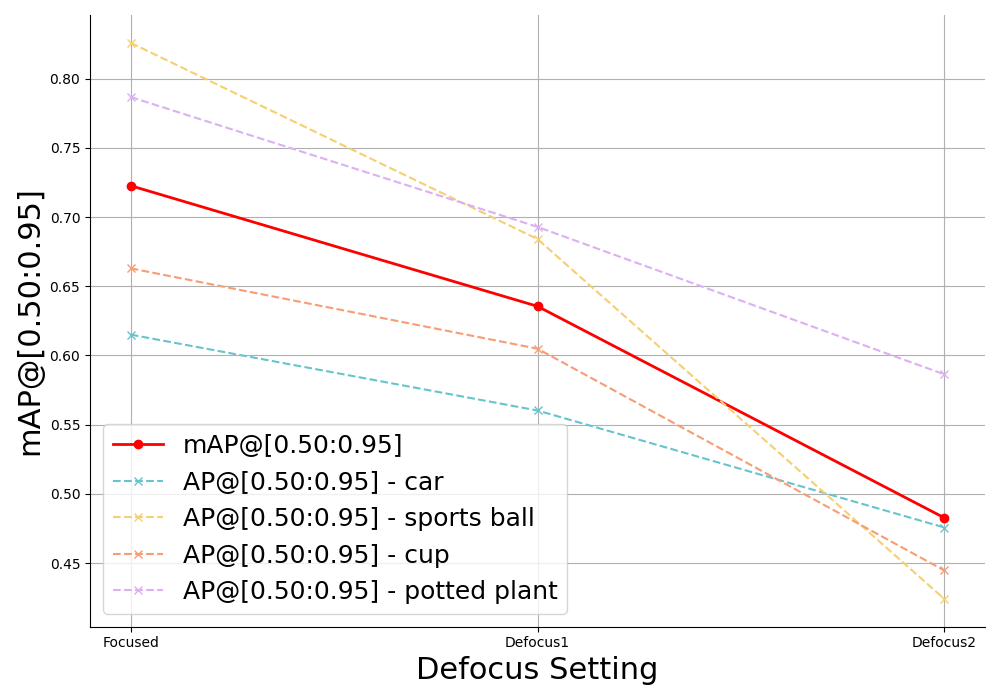 0.80
0.75
0.70
0.65
0.60
0.55
0.50
0.45
mAP@[0.50:0.95]
mAP@[0.50:0.95]
AP@[0.50:0.95] - car
AP@[0.50:0.95] - sports ball
AP@[0.50:0.95] - cup
AP@[0.50:0.95] - potted plant
Focused Defocus1 Defocus2
Defocus Setting